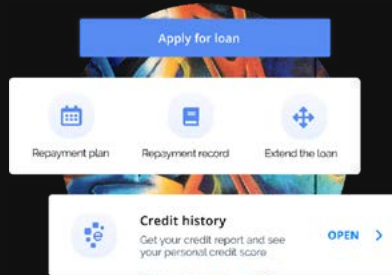 Apply for loan
Repayment plan
Repayment record
Extend the loan
Credit history
Get your credit report and see
your personal credit score
OPEN